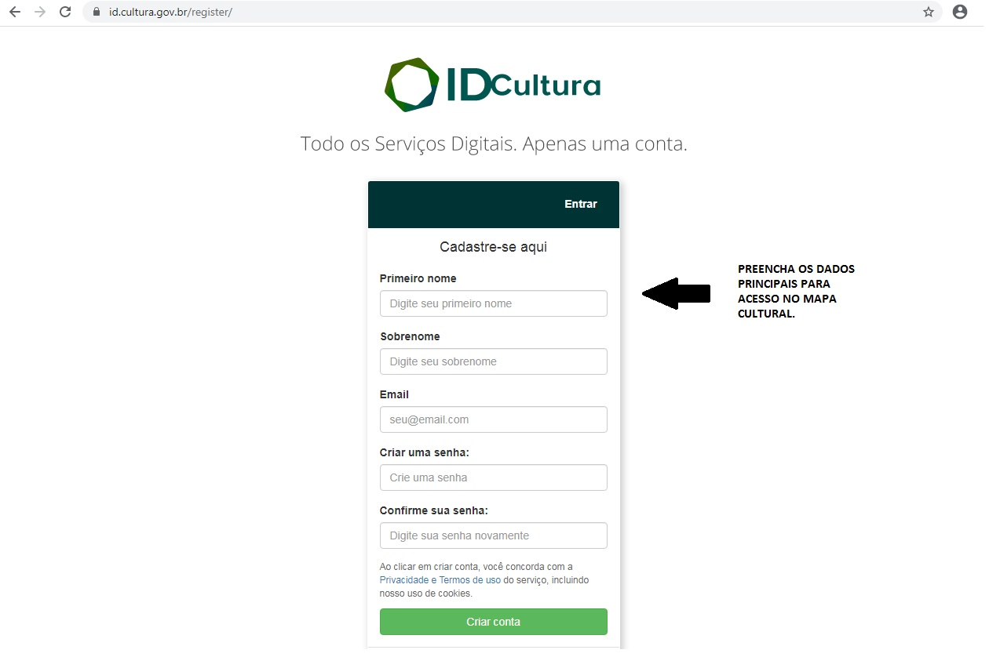 id.cultura.gov.br/register/
IDCultura
Todo os Serviços Digitais. Apenas uma conta.
Entrar
Cadastre-se aqui
Primeiro nome
Digite seu primeiro nome
Sobrenome
Digite seu sobrenome
Email
seu@email.com
Criar uma senha:
Crie uma senha
Confirme sua senha:
Digite sua senha novamente
Ao clicar em criar conta, você concorda com a
Privacidade e Termos de uso do serviço, incluindo
nosso uso de cookies.
Criar conta
PREENCHA OS DADOS
PRINCIPAIS PARA
ACESSO NO MAPA
CULTURAL.